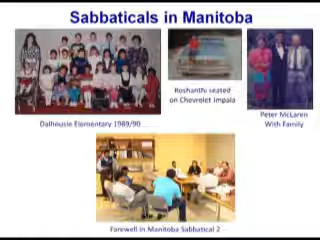 Sabbaticals in Manitoba
Roshanthi seated
on Chevrolet Impala
Peter McLaren
With Family
Dalhousie Elementary 1989/90
Farewell in Manitoba Sabbatical 2